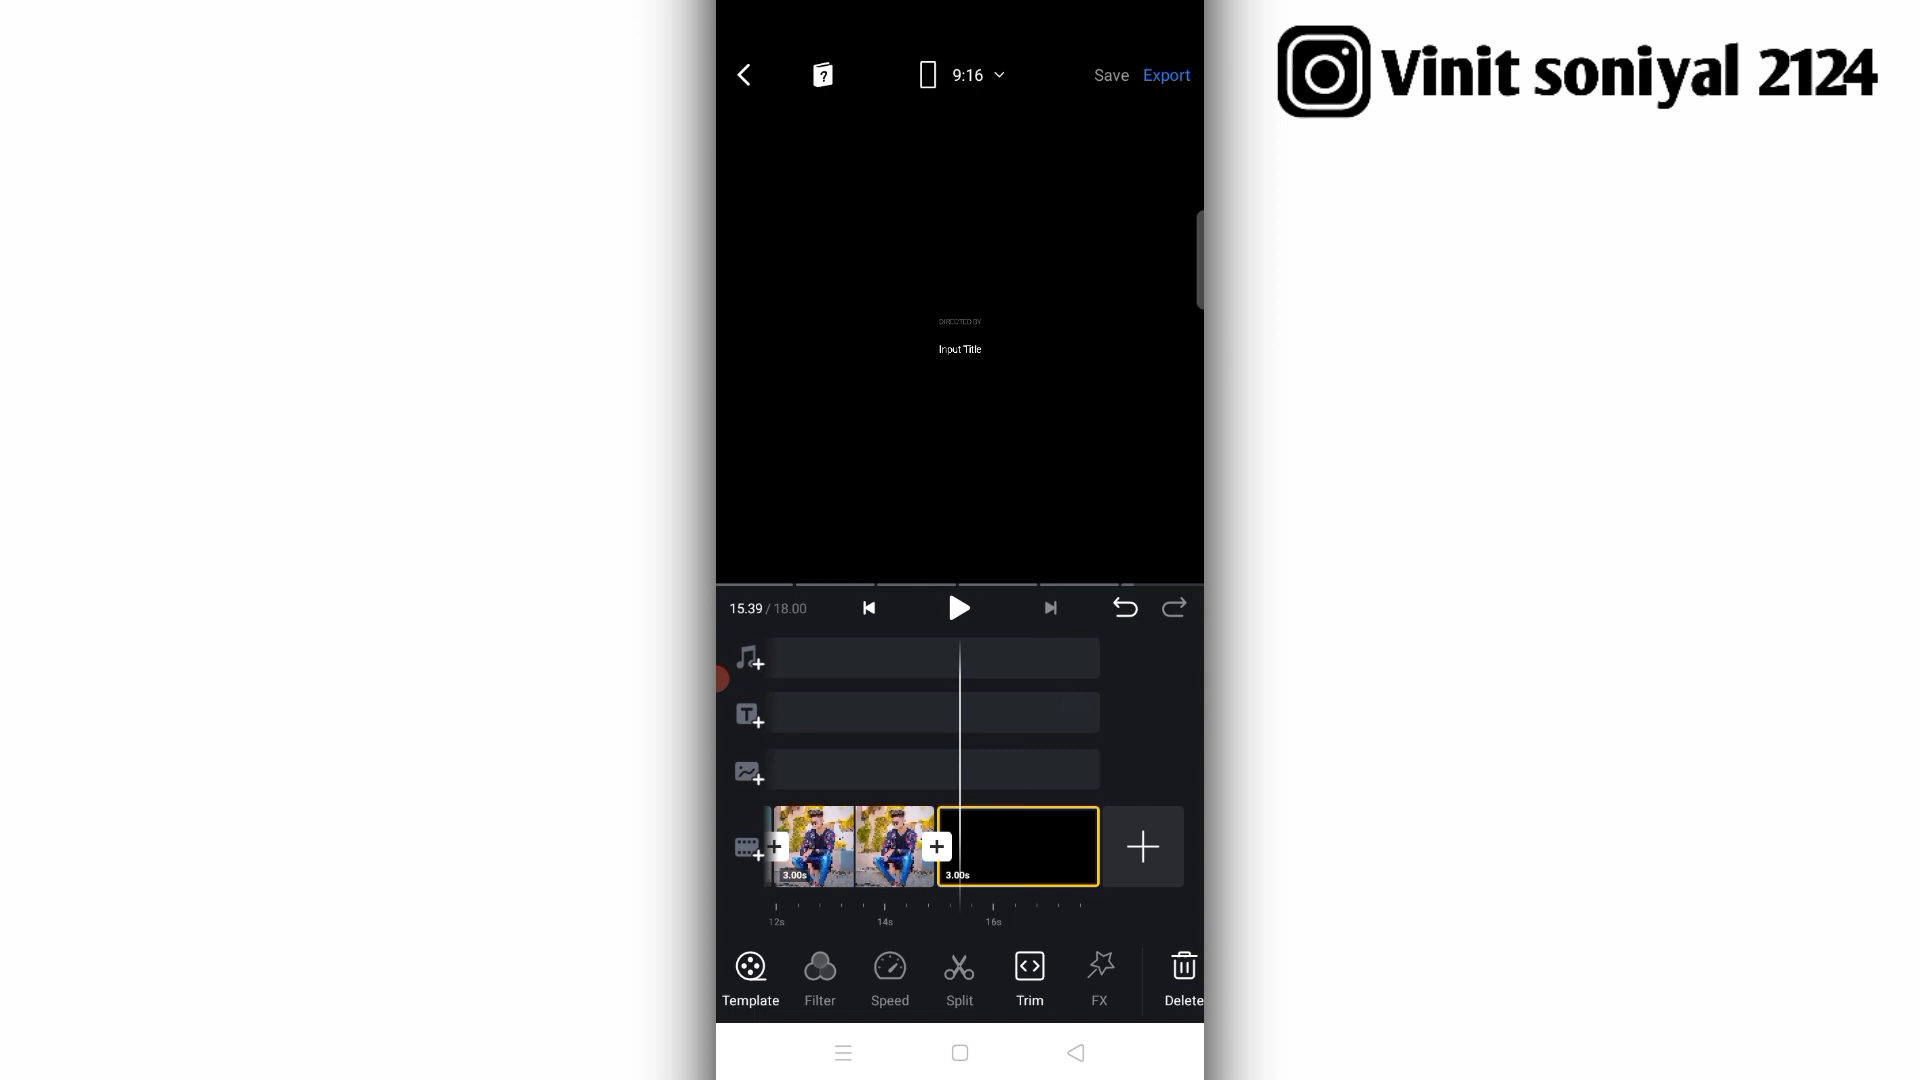 9:16
Save
Export
Vinit soniyal 2124
DIRECTED BY
Input Title
15.39 / 18.00
3.00s
3.00s
12s
14s
16s
Template
Filter
Speed
Split
Trim
FX
Delete